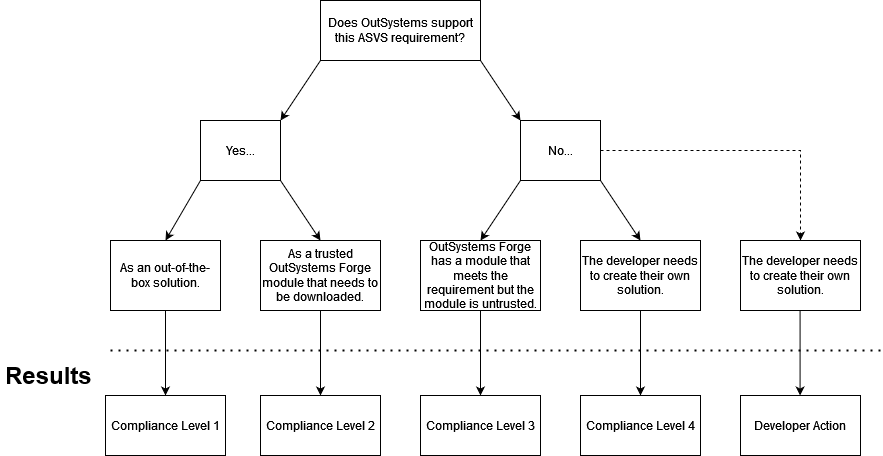 Does OutSystems support
this ASVS requirement?
Yes...
No...
As an out-of-the-
box solution.
As a trusted
OutSystems Forge
module that needs to
be downloaded.
OutSystems Forge
has a module that
meets the
requirement but the
module is untrusted.
The developer needs
to create their own
solution.
The developer needs
to create their own
solution.
Results
Compliance Level 1
Compliance Level 2
Compliance Level 3
Compliance Level 4
Developer Action